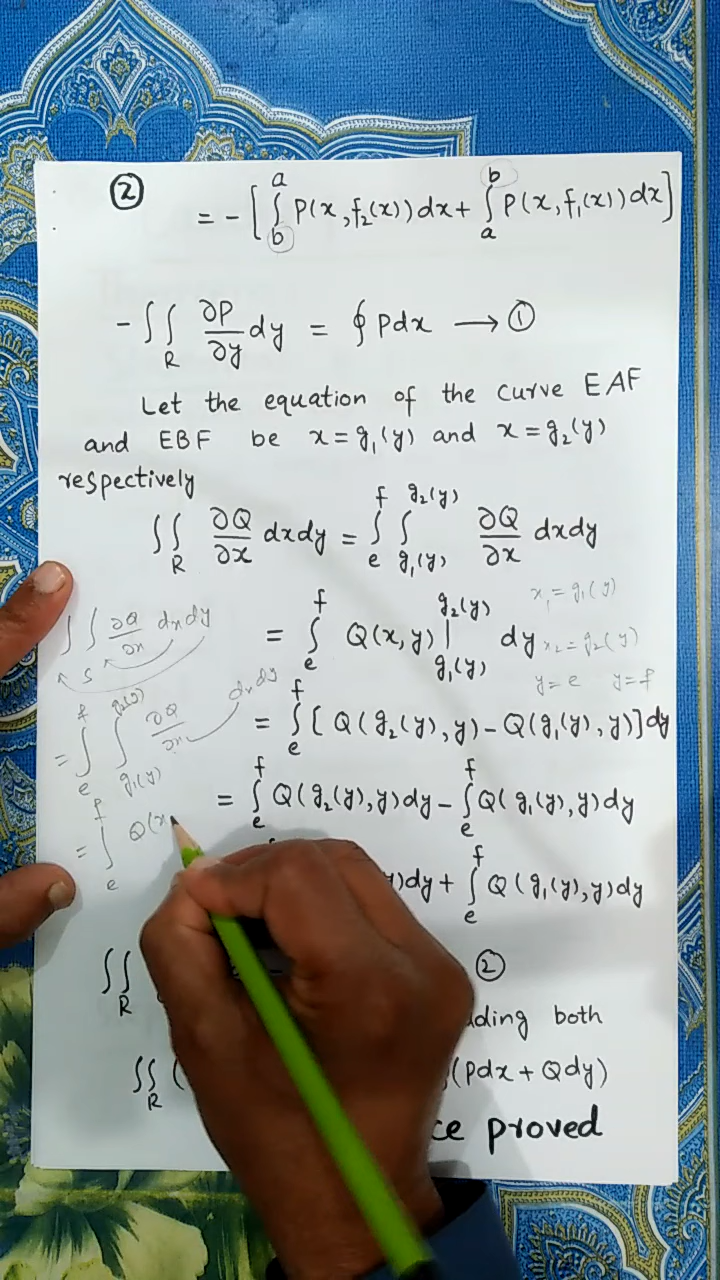 ②
= - [ ∫_b^a P(x, f₂(x)) dx + ∫_a^b P(x, f₁(x)) dx ]
- ∬_R ∂P/∂y dy = ∮ Pdx → ①
Let the equation of the curve EAF
and EBF be x = g₁(y) and x = g₂(y)
respectively
∬_R ∂Q/∂x dxdy = ∫_e^f ∫_{g₁(y)}^{g₂(y)} ∂Q/∂x dxdy
x₁ = g₁(y)
∫∫_S ∂Q/∂x dxdy
= ∫_e^f Q(x,y) |_{g₁(y)}^{g₂(y)} dy
x₂ = g₂(y)
y = e y = f
= ∫_e^f ∫_{g₁(y)}^{g₂(y)} ∂Q/∂x dxdy
= ∫_e^f [ Q(g₂(y), y) - Q(g₁(y), y) ] dy
= ∫_e^f Q(g₂(y), y) dy - ∫_e^f Q(g₁(y), y) dy
= ∫_e^f Q(x
)dy + ∫_e^f Q(g₁(y), y) dy
∬_R ②
both
∬_R ( (Pdx + Qdy)
proved